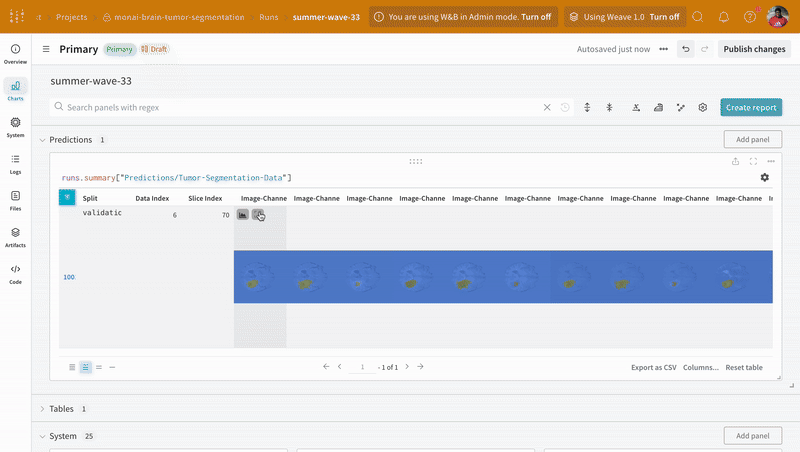 t › Projects › monai-brain-tumor-segmentation › Runs › summer-wave-33
You are using W&B in Admin mode. Turn off
Using Weave 1.0 Turn off
Overview
Charts
System
Logs
Files
Artifacts
Code
Primary Primary Draft
Autosaved just now
Publish changes
summer-wave-33
Search panels with regex
Create report
Predictions 1
Add panel
runs.summary["Predictions/Tumor-Segmentation-Data"]
Split Data Index Slice Index Image-Channe Image-Channe Image-Channe Image-Channe Image-Channe Image-Channe Image-Channe Image-Channe Image-Channe Image-Channe I
validatic 6 70
100
1 - 1 of 1
Export as CSV Columns... Reset table
Tables 1
System 25
Add panel